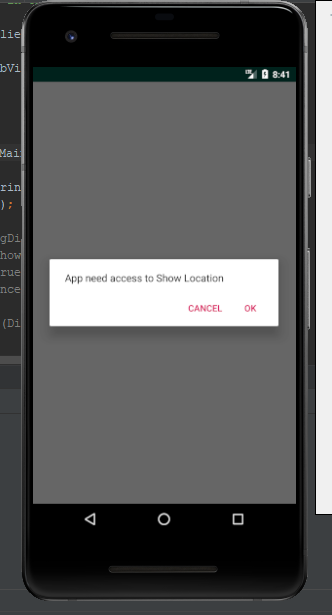 lie
bVi
8:41
Mai
rin
);
gDi
App need access to Show Location
how
rue
CANCEL OK
nce
(Di